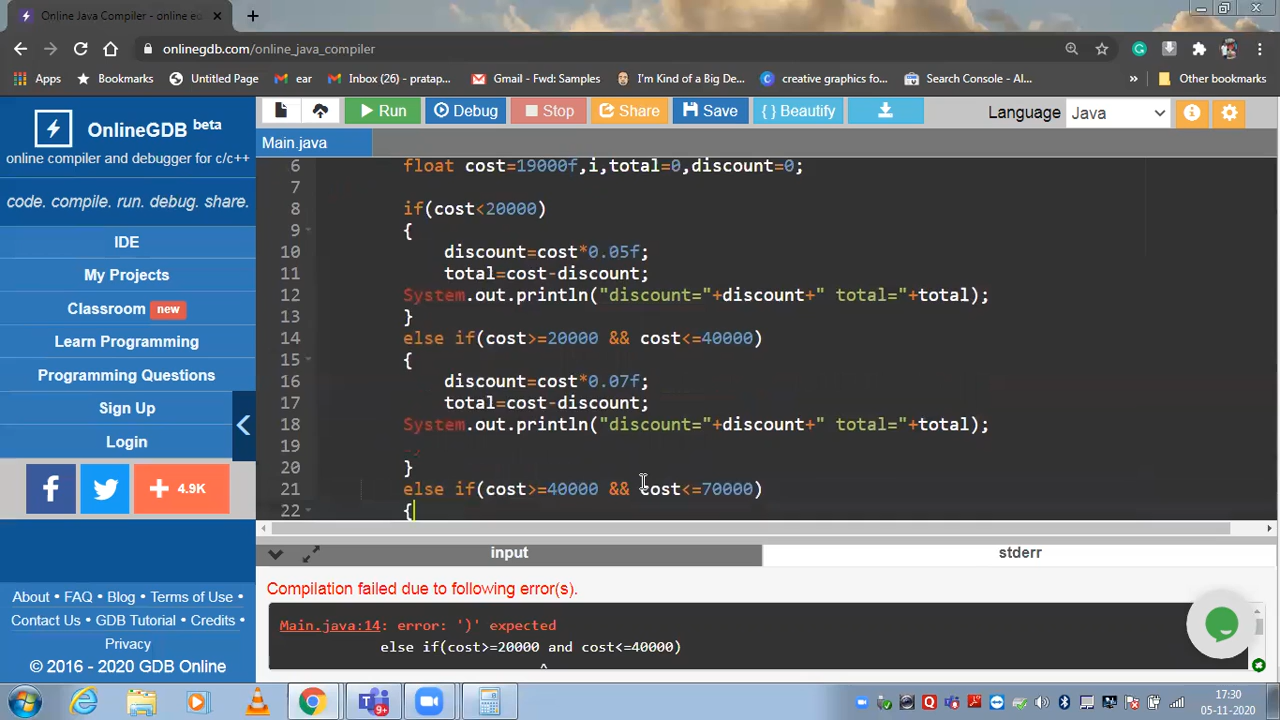 Online Java Compiler - online ed
onlinegdb.com/online_java_compiler
Apps Bookmarks Untitled Page ear Inbox (26) - pratap... Gmail - Fwd: Samples I'm Kind of a Big De... creative graphics fo... Search Console - Al... » Other bookmarks
OnlineGDB beta
online compiler and debugger for c/c++
code. compile. run. debug. share.
IDE
My Projects
Classroom new
Learn Programming
Programming Questions
Sign Up
Login
4.9K
About • FAQ • Blog • Terms of Use •
Contact Us • GDB Tutorial • Credits •
Privacy
© 2016 - 2020 GDB Online
Run Debug Stop Share Save { } Beautify Language Java
Main.java
6 float cost=19000f,i,total=0,discount=0;
7
8 if(cost<20000)
9 {
10 discount=cost*0.05f;
11 total=cost-discount;
12 System.out.println("discount="+discount+" total="+total);
13 }
14 else if(cost>=20000 && cost<=40000)
15 {
16 discount=cost*0.07f;
17 total=cost-discount;
18 System.out.println("discount="+discount+" total="+total);
19
20 }
21 else if(cost>=40000 && cost<=70000)
22 {
input stderr
Compilation failed due to following error(s).
Main.java:14: error: ')' expected
else if(cost>=20000 and cost<=40000)
^
9+
17:30
05-11-2020